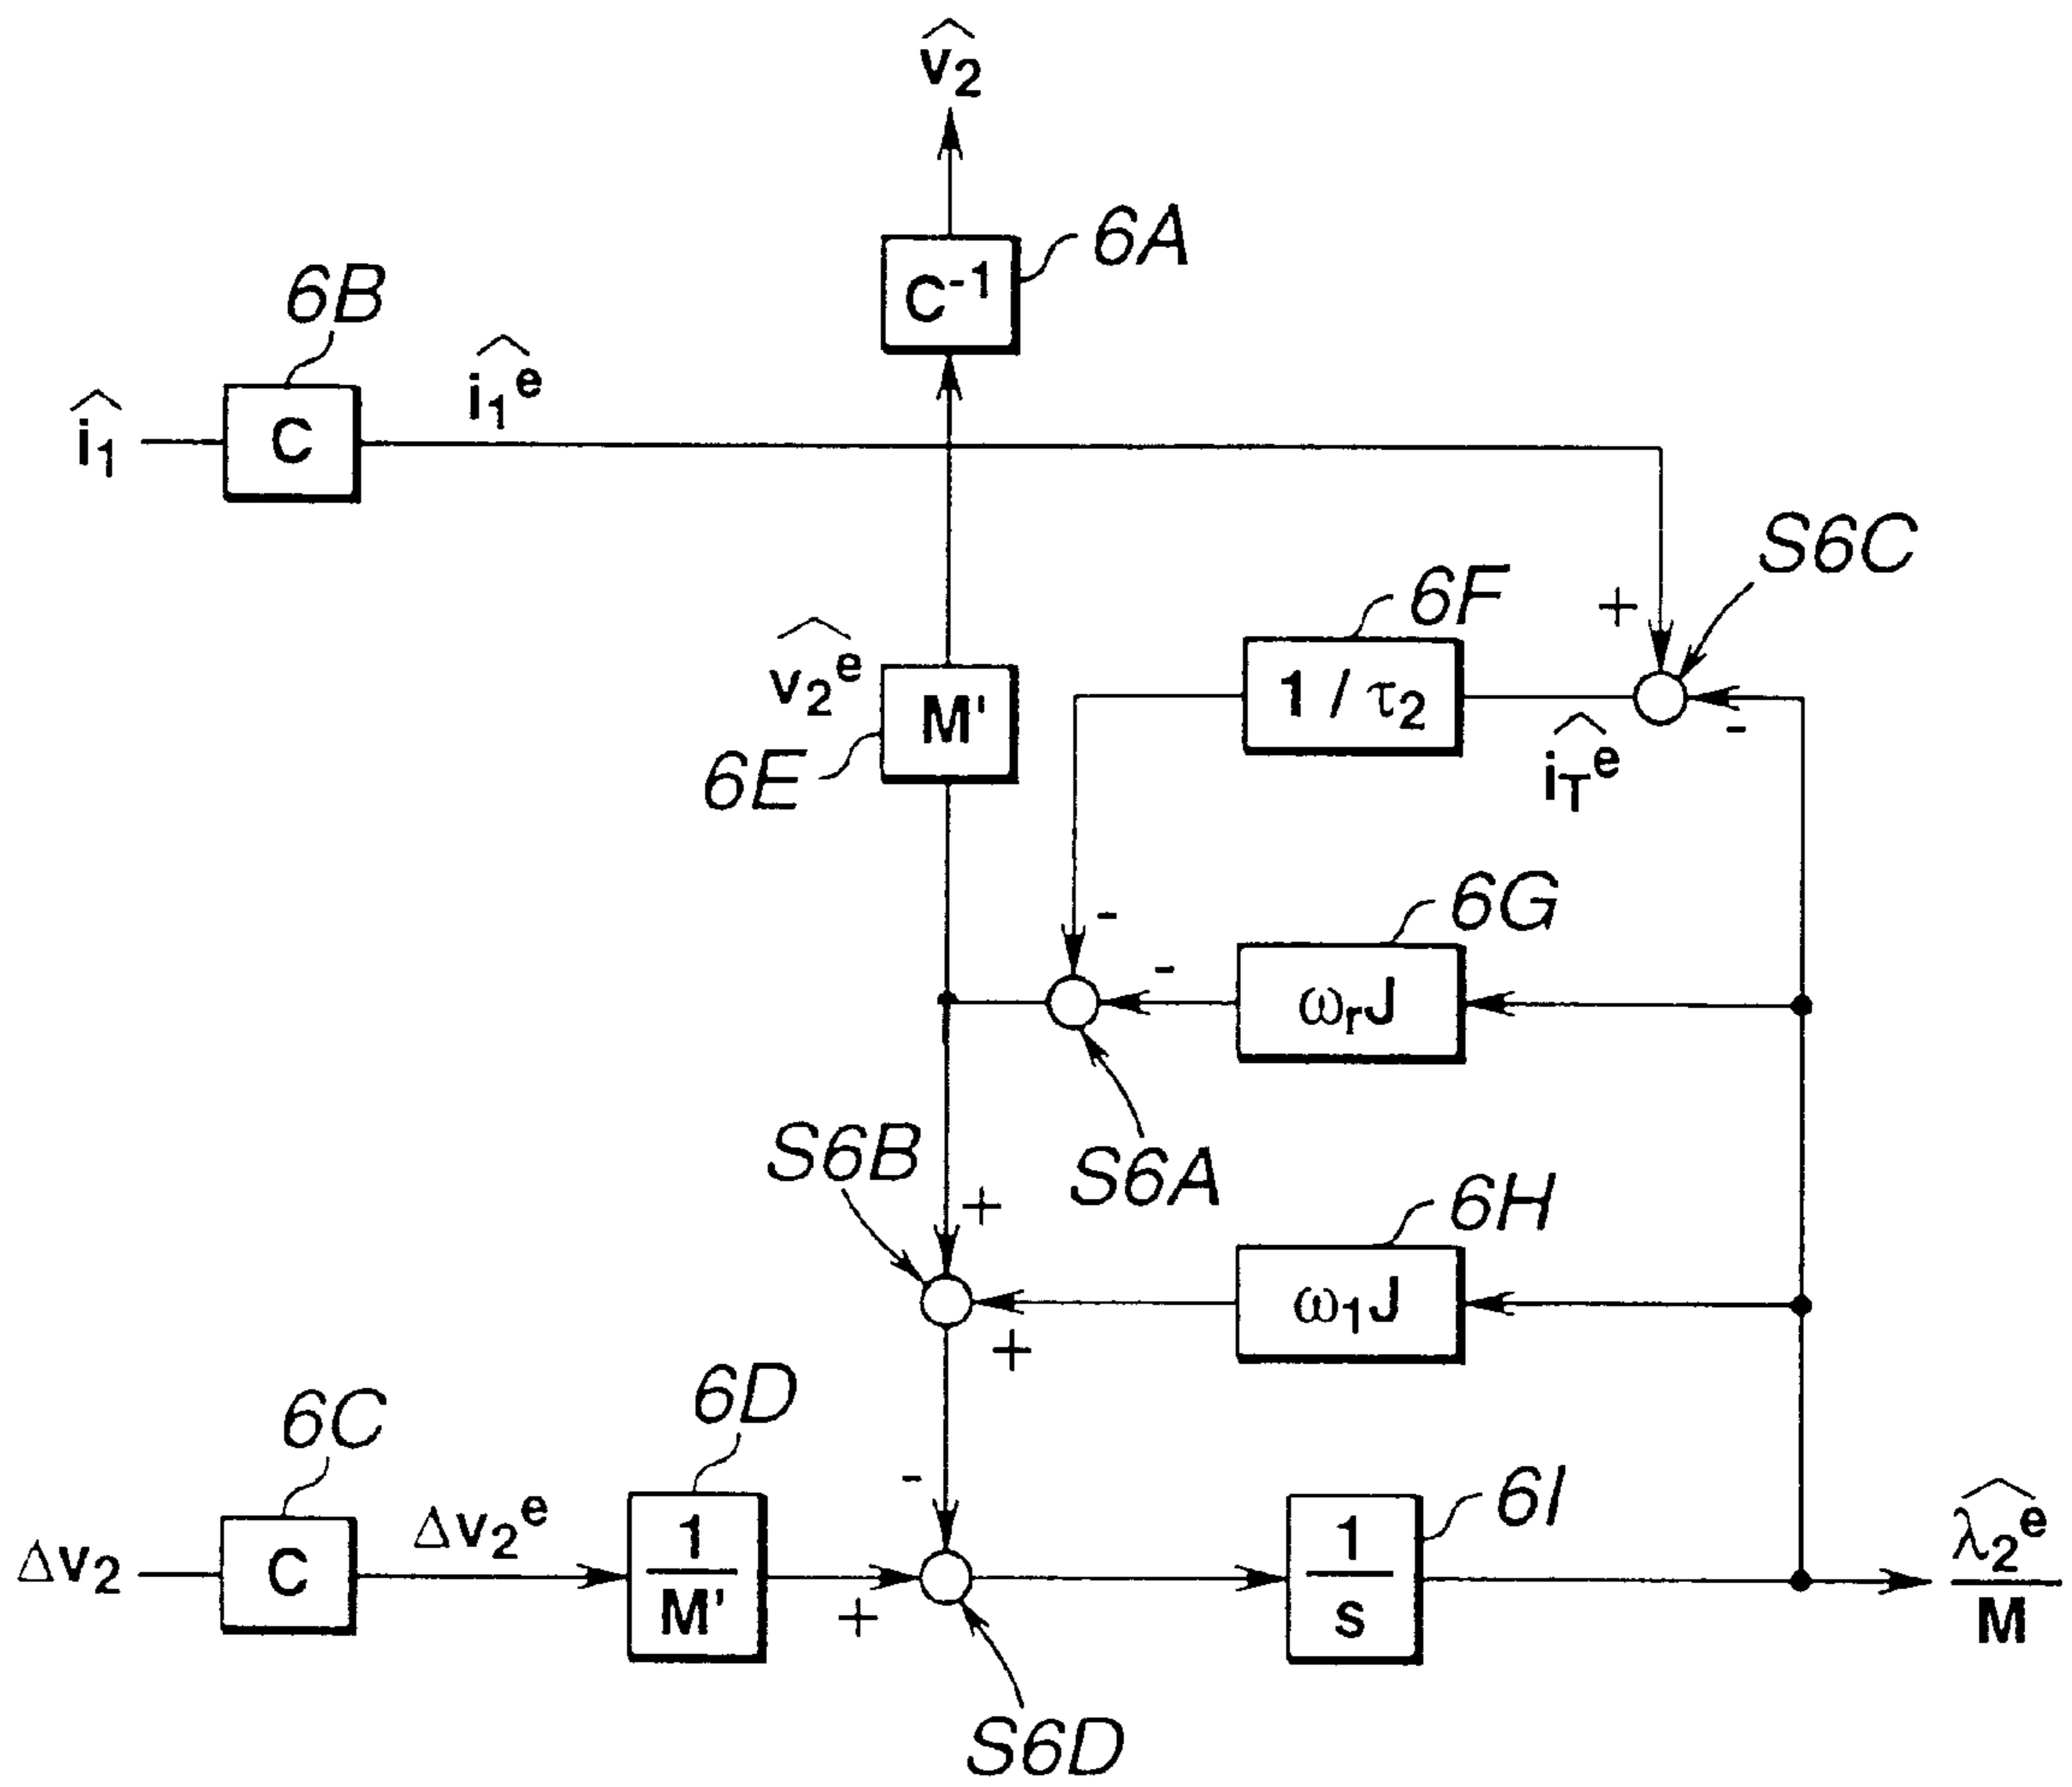 v̂₂
6A
C⁻¹
6B
î₁
C
î₁ᵉ
S6C
6F
+
1 / τ₂
-
îTᵉ
v̂₂ᵉ
M'
6E
6G
-
-
ωᵣJ
S6B
S6A
6H
+
ω₁J
+
6C
6D
-
6I
Δv₂
C
Δv₂ᵉ
1
M'
+
1
s
λ̂₂ᵉ
M
S6D